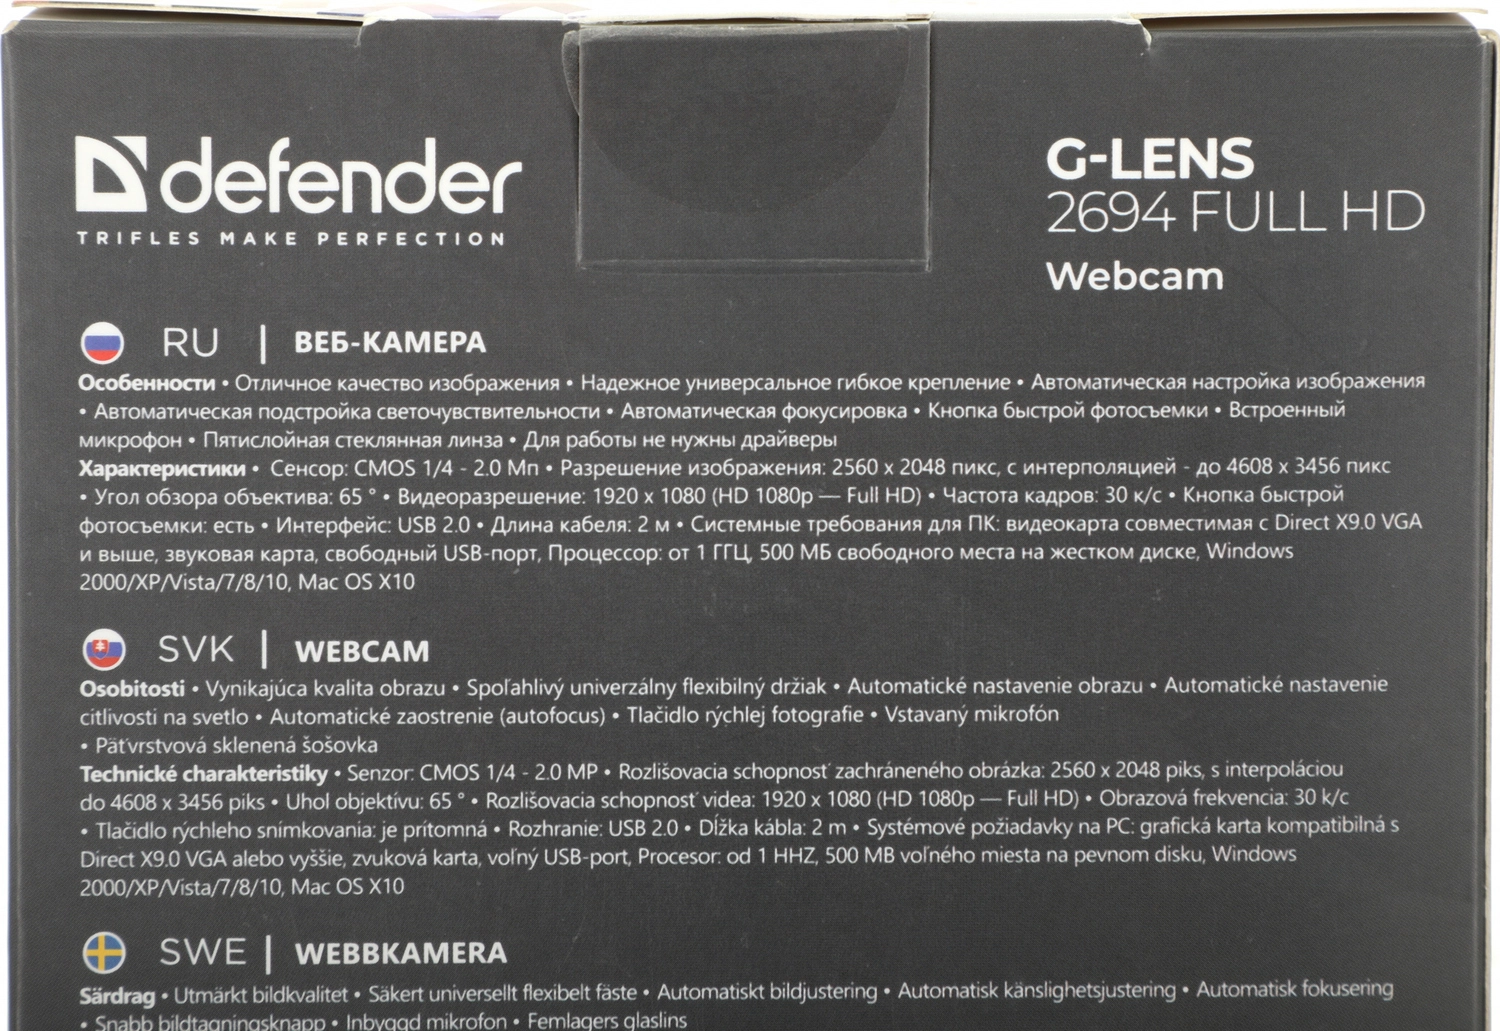 defender
TRIFLES MAKE PERFECTION
G-LENS
2694 FULL HD
Webcam
RU | ВЕБ-КАМЕРА
Особенности • Отличное качество изображения • Надежное универсальное гибкое крепление • Автоматическая настройка изображения
• Автоматическая подстройка светочувствительности • Автоматическая фокусировка • Кнопка быстрой фотосъемки • Встроенный
микрофон • Пятислойная стеклянная линза • Для работы не нужны драйверы
Характеристики • Сенсор: CMOS 1/4 - 2.0 Мп • Разрешение изображения: 2560 x 2048 пикс, с интерполяцией - до 4608 x 3456 пикс
• Угол обзора объектива: 65 ° • Видеоразрешение: 1920 x 1080 (HD 1080p — Full HD) • Частота кадров: 30 к/с • Кнопка быстрой
фотосъемки: есть • Интерфейс: USB 2.0 • Длина кабеля: 2 м • Системные требования для ПК: видеокарта совместимая с Direct X9.0 VGA
и выше, звуковая карта, свободный USB-порт, Процессор: от 1 ГГЦ, 500 МБ свободного места на жестком диске, Windows
2000/XP/Vista/7/8/10, Mac OS X10
SVK | WEBCAM
Osobitosti • Vynikajúca kvalita obrazu • Spoľahlivý univerzálny flexibilný držiak • Automatické nastavenie obrazu • Automatické nastavenie
citlivosti na svetlo • Automatické zaostrenie (autofocus) • Tlačidlo rýchlej fotografie • Vstavaný mikrofón
• Päťvrstvová sklenená šošovka
Technické charakteristiky • Senzor: CMOS 1/4 - 2.0 MP • Rozlišovacia schopnosť zachráneného obrázka: 2560 x 2048 piks, s interpoláciou
do 4608 x 3456 piks • Uhol objektívu: 65 ° • Rozlišovacia schopnosť videa: 1920 x 1080 (HD 1080p — Full HD) • Obrazová frekvencia: 30 k/c
• Tlačidlo rýchleho snímkovania: je prítomná • Rozhranie: USB 2.0 • Dĺžka kábla: 2 m • Systémové požiadavky na PC: grafická karta kompatibilná s
Direct X9.0 VGA alebo vyššie, zvuková karta, voľný USB-port, Procesor: od 1 HHZ, 500 MB voľného miesta na pevnom disku, Windows
2000/XP/Vista/7/8/10, Mac OS X10
SWE | WEBBKAMERA
Särdrag • Utmärkt bildkvalitet • Säkert universellt flexibelt fäste • Automatiskt bildjustering • Automatisk känslighetsjustering • Automatisk fokusering
• Snabb bildtagningsknapp • Inbyggd mikrofon • Femlagers glaslins